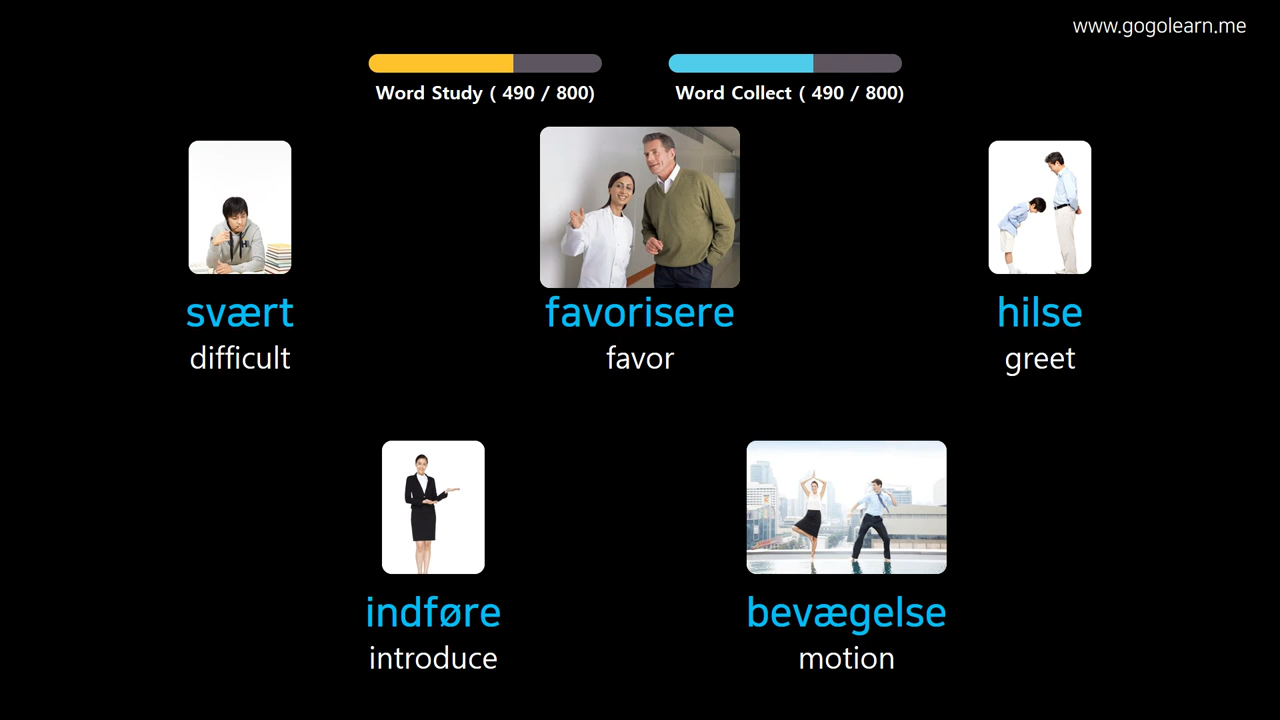 www.gogolearn.me
Word Study ( 490 / 800)
Word Collect ( 490 / 800)
svært
favorisere
hilse
difficult
favor
greet
indføre
bevægelse
introduce
motion